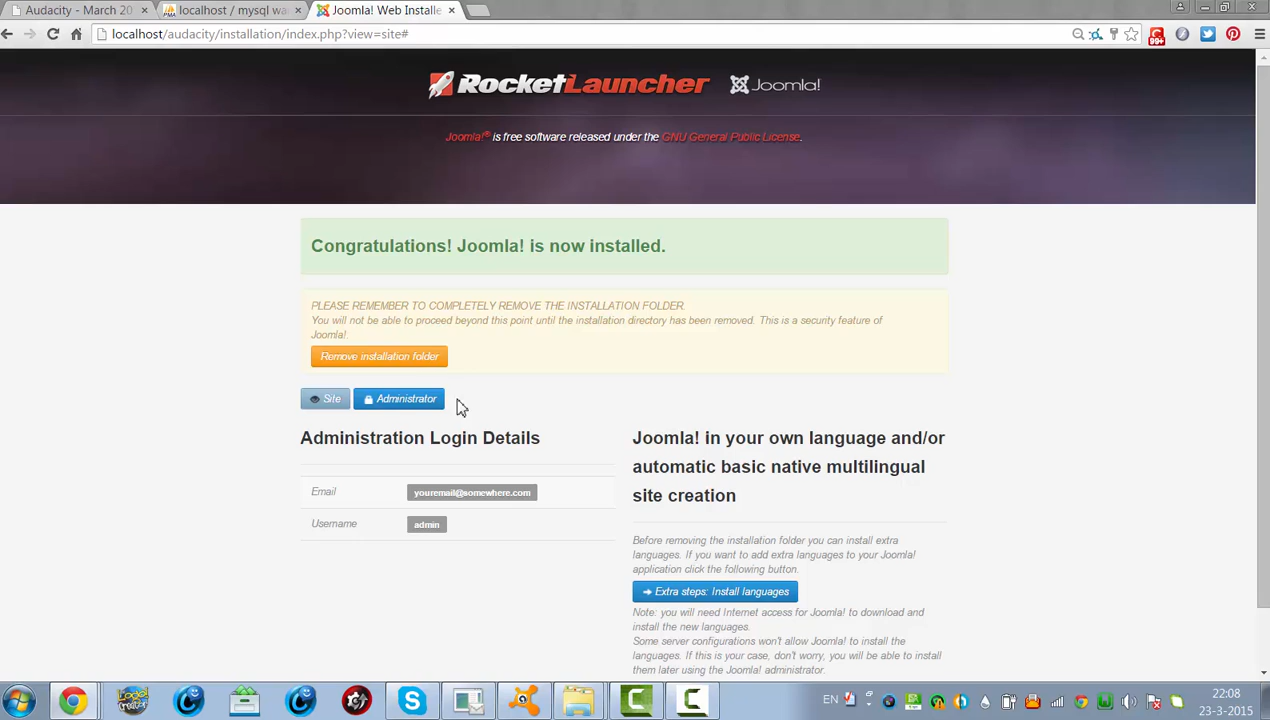 Audacity - March 20
localhost / mysql wa
Joomla! Web Installe
localhost/audacity/installation/index.php?view=site#
99+
RocketLauncher
Joomla!
Joomla!® is free software released under the GNU General Public License.
Congratulations! Joomla! is now installed.
PLEASE REMEMBER TO COMPLETELY REMOVE THE INSTALLATION FOLDER.
You will not be able to proceed beyond this point until the installation directory has been removed. This is a security feature of
Joomla!.
Remove installation folder
Site
Administrator
Administration Login Details
Email
youremail@somewhere.com
Username
admin
Joomla! in your own language and/or
automatic basic native multilingual
site creation
Before removing the installation folder you can install extra
languages. If you want to add extra languages to your Joomla!
application click the following button.
Extra steps: Install languages
Note: you will need Internet access for Joomla! to download and
install the new languages.
Some server configurations won't allow Joomla! to install the
languages. If this is your case, don't worry, you will be able to install
them later using the Joomla! administrator.
EN
22:08
23-3-2015